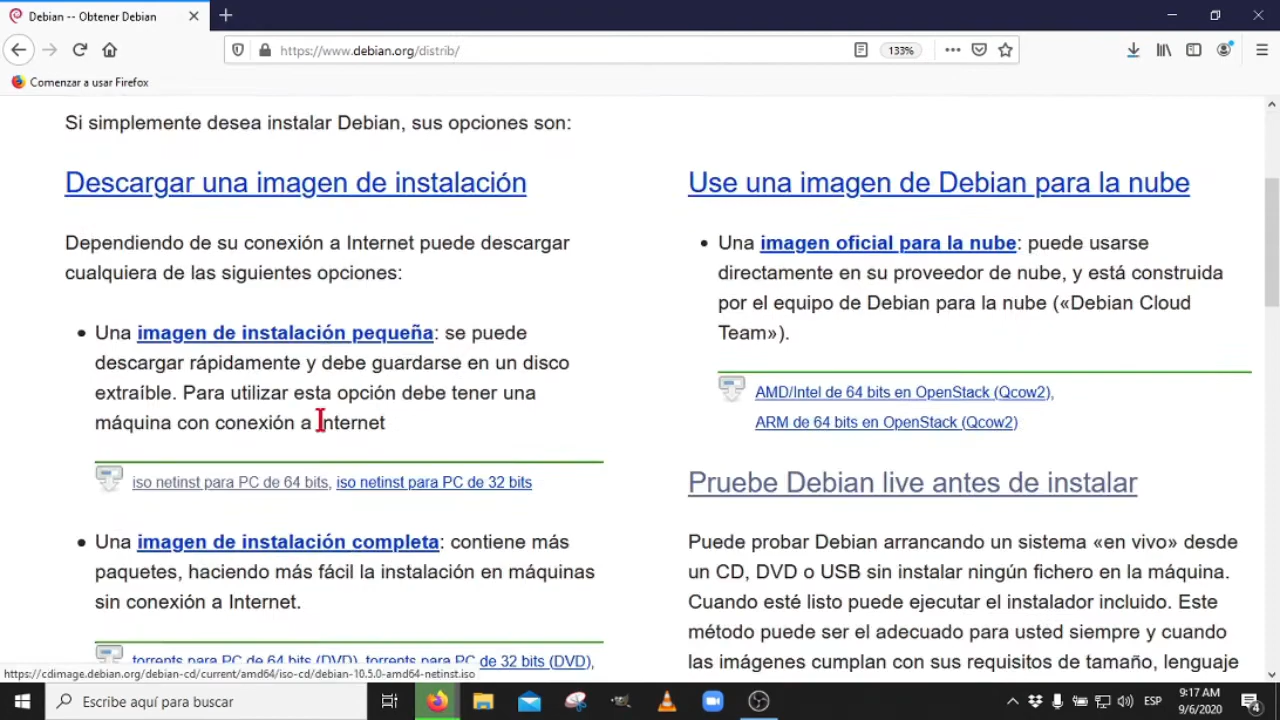 Debian -- Obtener Debian
https://www.debian.org/distrib/
133%
Comenzar a usar Firefox
Si simplemente desea instalar Debian, sus opciones son:
Descargar una imagen de instalación
Dependiendo de su conexión a Internet puede descargar
cualquiera de las siguientes opciones:
Una imagen de instalación pequeña: se puede
descargar rápidamente y debe guardarse en un disco
extraíble. Para utilizar esta opción debe tener una
máquina con conexión a Internet
iso netinst para PC de 64 bits, iso netinst para PC de 32 bits
Una imagen de instalación completa: contiene más
paquetes, haciendo más fácil la instalación en máquinas
sin conexión a Internet.
torrents para PC de 64 bits (DVD), torrents para PC de 32 bits (DVD),
Use una imagen de Debian para la nube
Una imagen oficial para la nube: puede usarse
directamente en su proveedor de nube, y está construida
por el equipo de Debian para la nube («Debian Cloud
Team»).
AMD/Intel de 64 bits en OpenStack (Qcow2),
ARM de 64 bits en OpenStack (Qcow2)
Pruebe Debian live antes de instalar
Puede probar Debian arrancando un sistema «en vivo» desde
un CD, DVD o USB sin instalar ningún fichero en la máquina.
Cuando esté listo puede ejecutar el instalador incluido. Este
método puede ser el adecuado para usted siempre y cuando
las imágenes cumplan con sus requisitos de tamaño, lenguaje
https://cdimage.debian.org/debian-cd/current/amd64/iso-cd/debian-10.5.0-amd64-netinst.iso
Escribe aquí para buscar
ESP
9:17 AM
9/6/2020
4